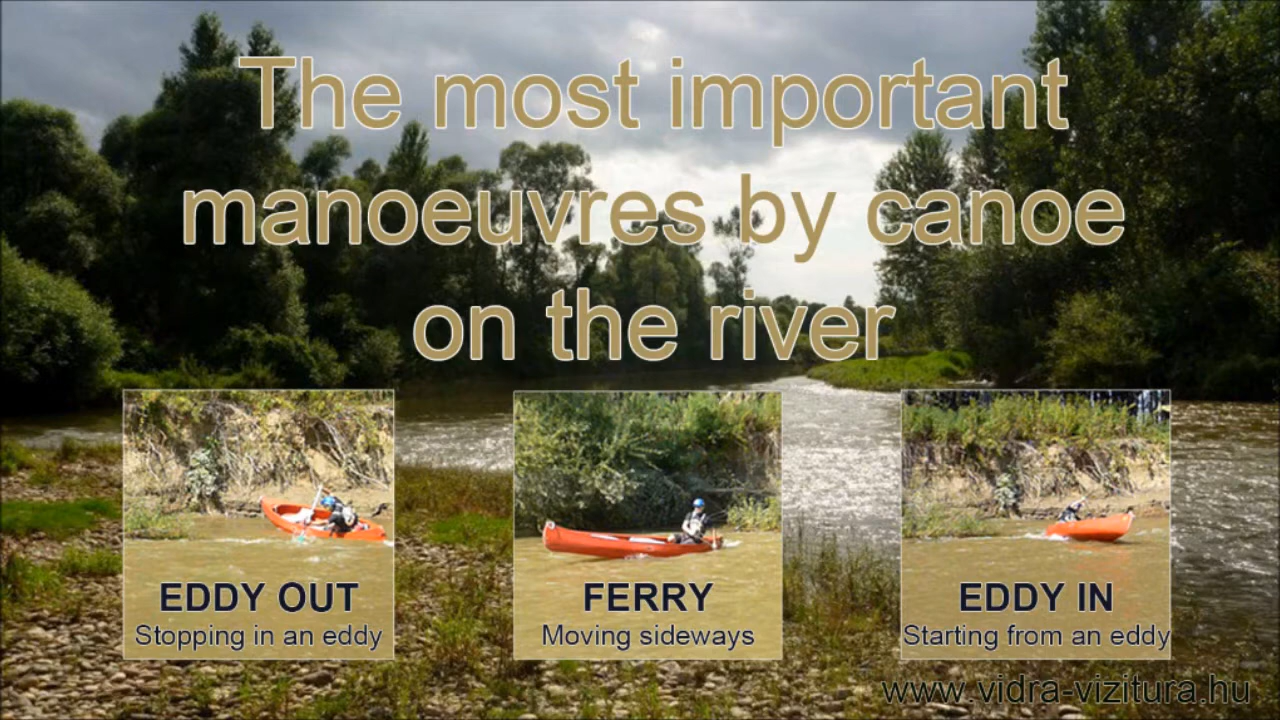 The most important
manoeuvres by canoe
on the river
EDDY OUT
Stopping in an eddy
FERRY
Moving sideways
EDDY IN
Starting from an eddy
www.vidra-vizitura.hu